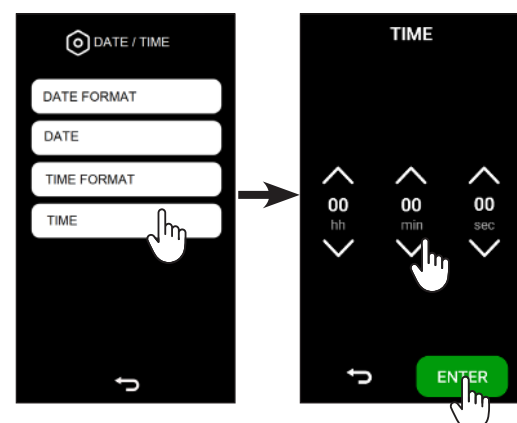 DATE / TIME
DATE FORMAT
DATE
TIME FORMAT
TIME
TIME
00 00 00
hh min sec
ENTER